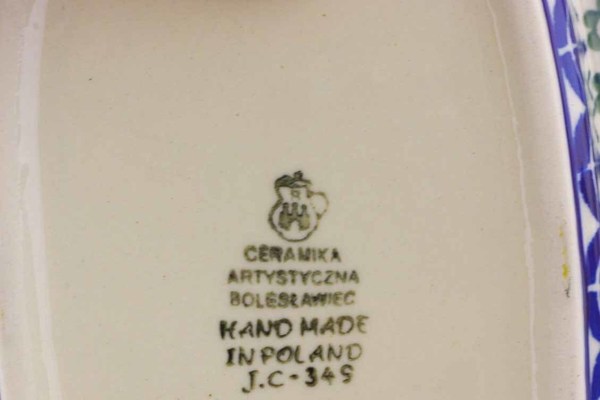 CERAMIKA
ARTYSTYCZNA
BOLESŁAWIEC
HAND MADE
IN POLAND
J.C-349